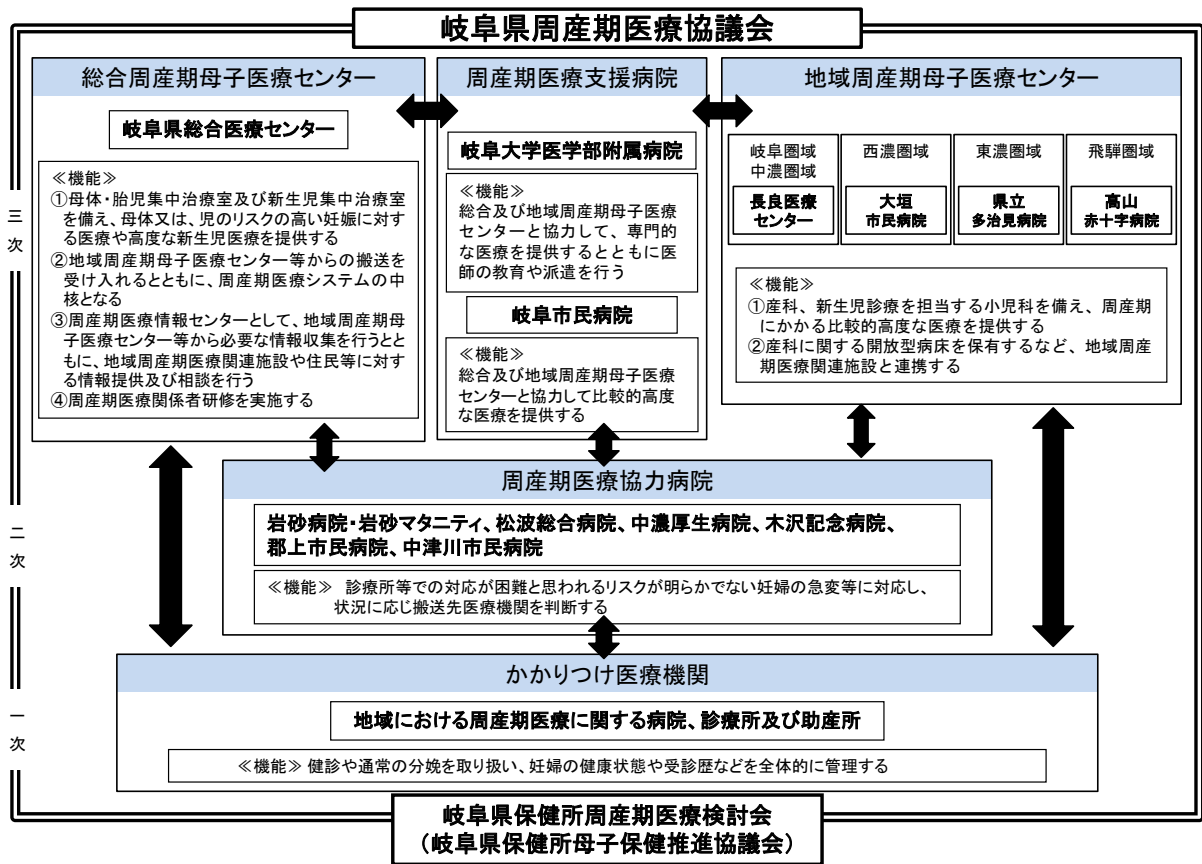 岐阜県周産期医療協議会
総合周産期母子医療センター
岐阜県総合医療センター
≪機能≫
①母体・胎児集中治療室及び新生児集中治療室
を備え、母体又は、児のリスクの高い妊娠に対す
る医療や高度な新生児医療を提供する
②地域周産期母子医療センター等からの搬送を
受け入れるとともに、周産期医療システムの中
核となる
③周産期医療情報センターとして、地域周産期母
子医療センター等から必要な情報収集を行うとと
もに、地域周産期医療関連施設や住民等に対す
る情報提供及び相談を行う
④周産期医療関係者研修を実施する
周産期医療支援病院
岐阜大学医学部附属病院
≪機能≫
総合及び地域周産期母子医療
センターと協力して、専門的
な医療を提供するとともに医
師の教育や派遣を行う
岐阜市民病院
≪機能≫
総合及び地域周産期母子医療
センターと協力して比較的高度
な医療を提供する
地域周産期母子医療センター
岐阜圏域
中濃圏域
長良医療
センター
西濃圏域
大垣
市民病院
東濃圏域
県立
多治見病院
飛騨圏域
高山
赤十字病院
≪機能≫
①産科、新生児診療を担当する小児科を備え、周産期
にかかる比較的高度な医療を提供する
②産科に関する開放型病床を保有するなど、地域周産
期医療関連施設と連携する
三次
周産期医療協力病院
岩砂病院・岩砂マタニティ、松波総合病院、中濃厚生病院、木沢記念病院、
郡上市民病院、中津川市民病院
≪機能≫ 診療所等での対応が困難と思われるリスクが明らかでない妊婦の急変等に対応し、
状況に応じ搬送先医療機関を判断する
二次
かかりつけ医療機関
地域における周産期医療に関する病院、診療所及び助産所
≪機能≫ 健診や通常の分娩を取り扱い、妊婦の健康状態や受診歴などを全体的に管理する
一次
岐阜県保健所周産期医療検討会
(岐阜県保健所母子保健推進協議会)